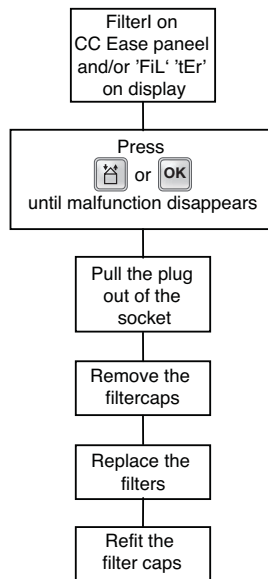 FilterI on
CC Ease paneel
and/or 'FiL‘ 'tEr’
on display
Press
or OK
until malfunction disappears
Pull the plug
out of the
socket
Remove the
filtercaps
Replace the
filters
Refit the
filter caps